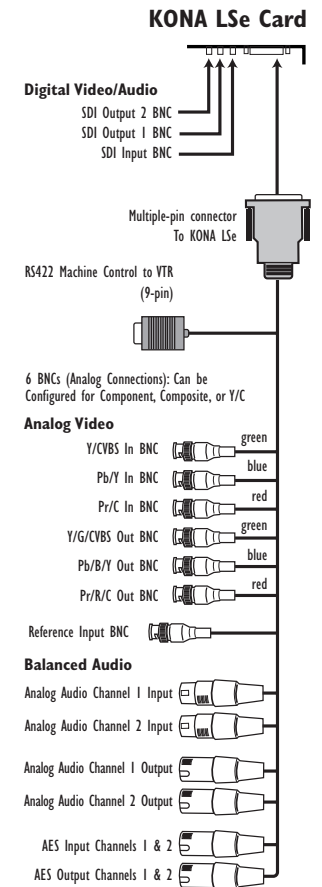 KONA LSe Card
Digital Video/Audio
SDI Output 2 BNC
SDI Output 1 BNC
SDI Input BNC
Multiple-pin connector
To KONA LSe
RS422 Machine Control to VTR
(9-pin)
6 BNCs (Analog Connections): Can be
Configured for Component, Composite, or Y/C
Analog Video
Y/CVBS In BNC
green
Pb/Y In BNC
blue
Pr/C In BNC
red
Y/G/CVBS Out BNC
green
Pb/B/Y Out BNC
blue
Pr/R/C Out BNC
red
Reference Input BNC
Balanced Audio
Analog Audio Channel 1 Input
Analog Audio Channel 2 Input
Analog Audio Channel 1 Output
Analog Audio Channel 2 Output
AES Input Channels 1 & 2
AES Output Channels 1 & 2